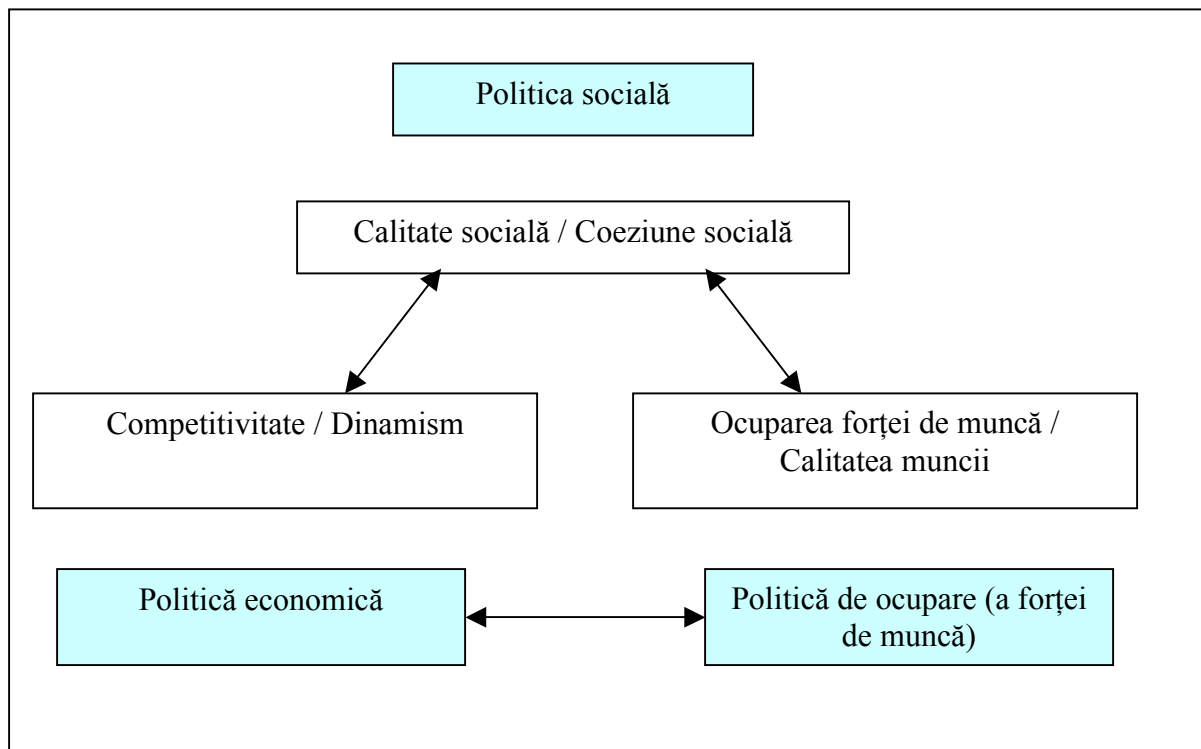 Politica socială
Calitate socială / Coeziune socială
Competitivitate / Dinamism
Ocuparea forței de muncă /
Calitatea muncii
Politică economică
Politică de ocupare (a forței
de muncă)